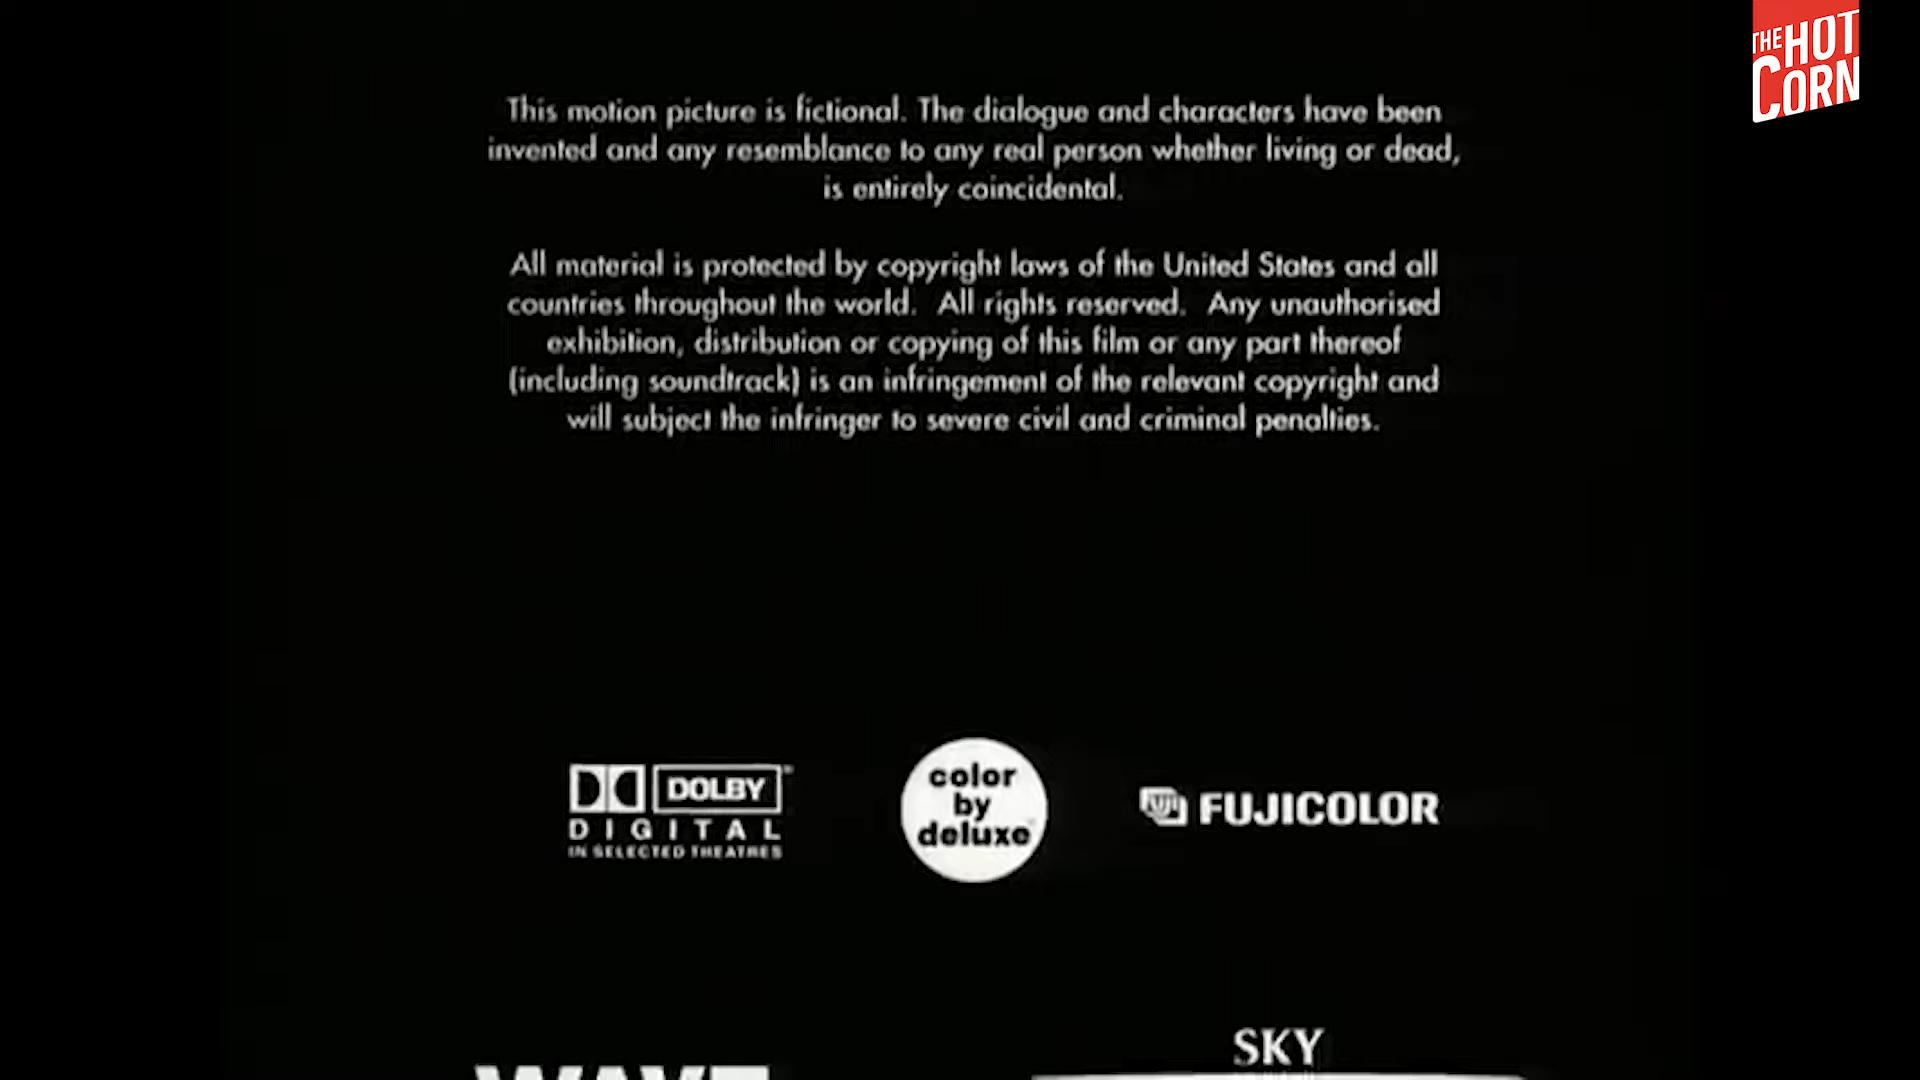 THE HOT
CORN
This motion picture is fictional. The dialogue and characters have been
invented and any resemblance to any real person whether living or dead,
is entirely coincidental.
All material is protected by copyright laws of the United States and all
countries throughout the world. All rights reserved. Any unauthorised
exhibition, distribution or copying of this film or any part thereof
(including soundtrack) is an infringement of the relevant copyright and
will subject the infringer to severe civil and criminal penalties.
DOLBY
DIGITAL
IN SELECTED THEATRES
color
by
deluxe
FUJI FUJICOLOR
SKY
WAVE